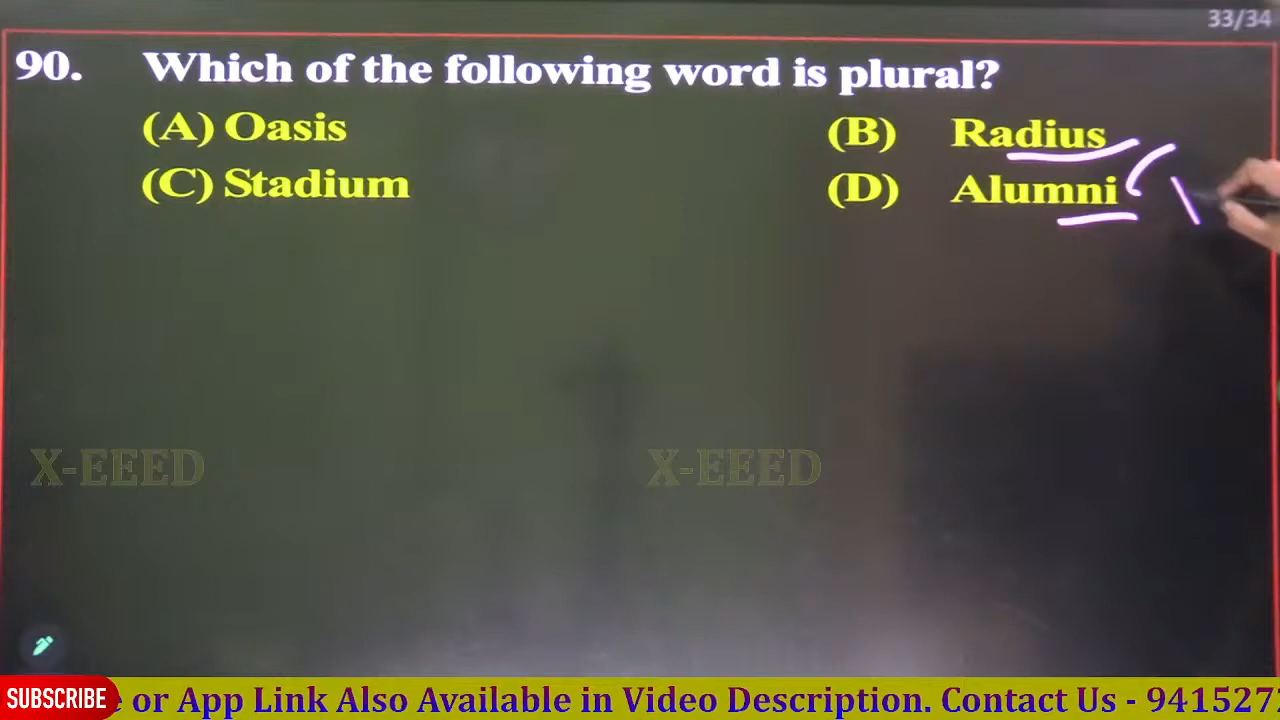 33/34
90. Which of the following word is plural?
(A) Oasis (B) Radius
(C) Stadium (D) Alumni
X-EEED X-EEED
SUBSCRIBE e or App Link Also Available in Video Description. Contact Us - 941527